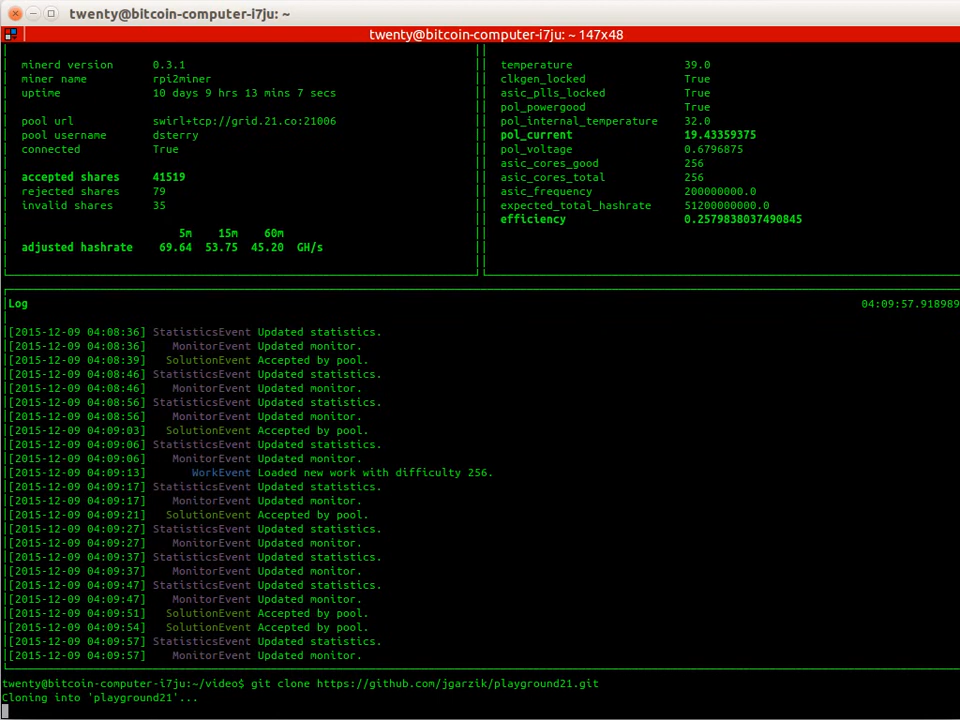 twenty@bitcoin-computer-i7ju: ~
twenty@bitcoin-computer-i7ju: ~ 147x48
minerd version 0.3.1
miner name rpi2miner
uptime 10 days 9 hrs 13 mins 7 secs
pool url swirl+tcp://grid.21.co:21006
pool username dsterry
connected True
accepted shares 41519
rejected shares 79
invalid shares 35
5m 15m 60m
adjusted hashrate 69.64 53.75 45.20 GH/s
temperature 39.0
clkgen_locked True
asic_plls_locked True
pol_powergood True
pol_internal_temperature 32.0
pol_current 19.43359375
pol_voltage 0.6796875
asic_cores_good 256
asic_cores_total 256
asic_frequency 200000000.0
expected_total_hashrate 51200000000.0
efficiency 0.2579838037490845
Log 04:09:57.918989
[2015-12-09 04:08:36] StatisticsEvent Updated statistics.
[2015-12-09 04:08:36] MonitorEvent Updated monitor.
[2015-12-09 04:08:39] SolutionEvent Accepted by pool.
[2015-12-09 04:08:46] StatisticsEvent Updated statistics.
[2015-12-09 04:08:46] MonitorEvent Updated monitor.
[2015-12-09 04:08:56] StatisticsEvent Updated statistics.
[2015-12-09 04:08:56] MonitorEvent Updated monitor.
[2015-12-09 04:09:03] SolutionEvent Accepted by pool.
[2015-12-09 04:09:06] StatisticsEvent Updated statistics.
[2015-12-09 04:09:06] MonitorEvent Updated monitor.
[2015-12-09 04:09:13] WorkEvent Loaded new work with difficulty 256.
[2015-12-09 04:09:17] StatisticsEvent Updated statistics.
[2015-12-09 04:09:17] MonitorEvent Updated monitor.
[2015-12-09 04:09:21] SolutionEvent Accepted by pool.
[2015-12-09 04:09:27] StatisticsEvent Updated statistics.
[2015-12-09 04:09:27] MonitorEvent Updated monitor.
[2015-12-09 04:09:37] StatisticsEvent Updated statistics.
[2015-12-09 04:09:37] MonitorEvent Updated monitor.
[2015-12-09 04:09:47] StatisticsEvent Updated statistics.
[2015-12-09 04:09:47] MonitorEvent Updated monitor.
[2015-12-09 04:09:51] SolutionEvent Accepted by pool.
[2015-12-09 04:09:54] SolutionEvent Accepted by pool.
[2015-12-09 04:09:57] StatisticsEvent Updated statistics.
[2015-12-09 04:09:57] MonitorEvent Updated monitor.
twenty@bitcoin-computer-i7ju:~/video$ git clone https://github.com/jgarzik/playground21.git
Cloning into 'playground21'...